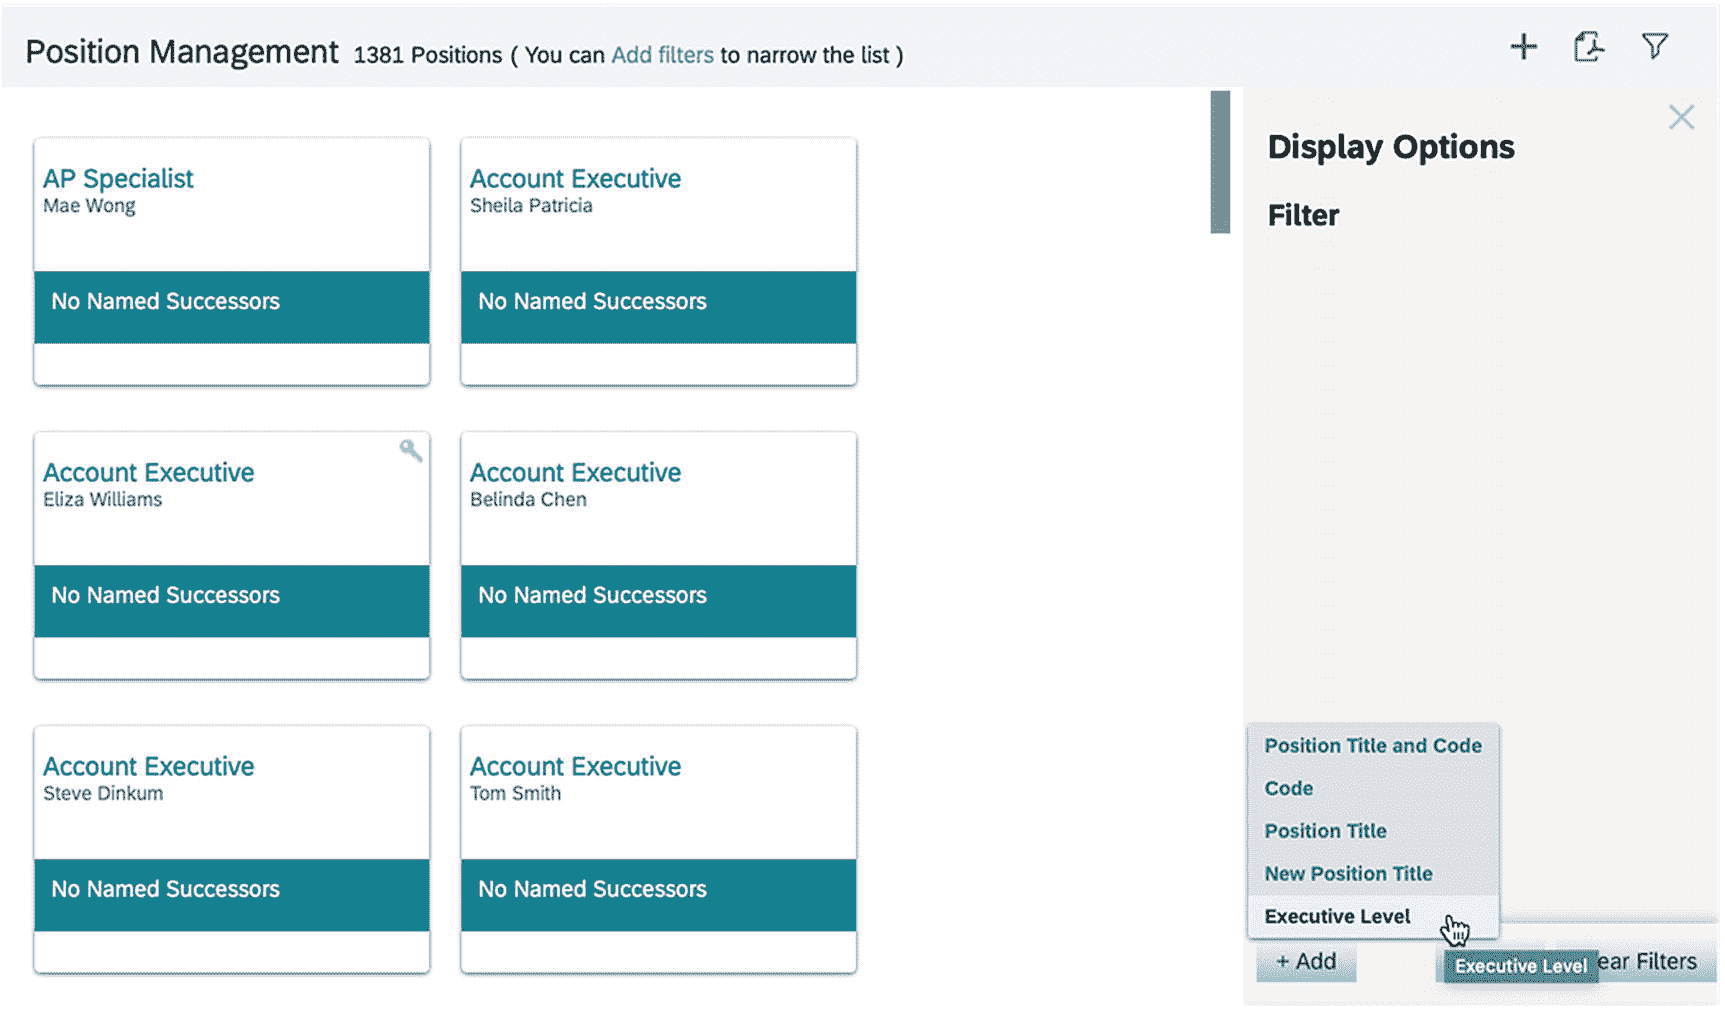 Position Management 1381 Positions ( You can Add filters to narrow the list )
AP Specialist
Mae Wong
No Named Successors
Account Executive
Sheila Patricia
No Named Successors
Account Executive
Eliza Williams
No Named Successors
Account Executive
Belinda Chen
No Named Successors
Account Executive
Steve Dinkum
No Named Successors
Account Executive
Tom Smith
No Named Successors
Display Options
Filter
Position Title and Code
Code
Position Title
New Position Title
Executive Level
+ Add
Executive Level
ear Filters